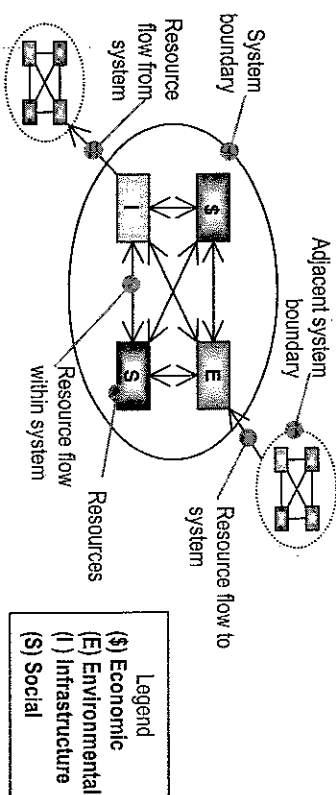 System
boundary
Adjacent system
boundary
Resource
flow from
system
$
E
I
S
Resource flow to
system
Resources
Resource flow
within system
Legend
($) Economic
(E) Environmental
(I) Infrastructure
(S) Social